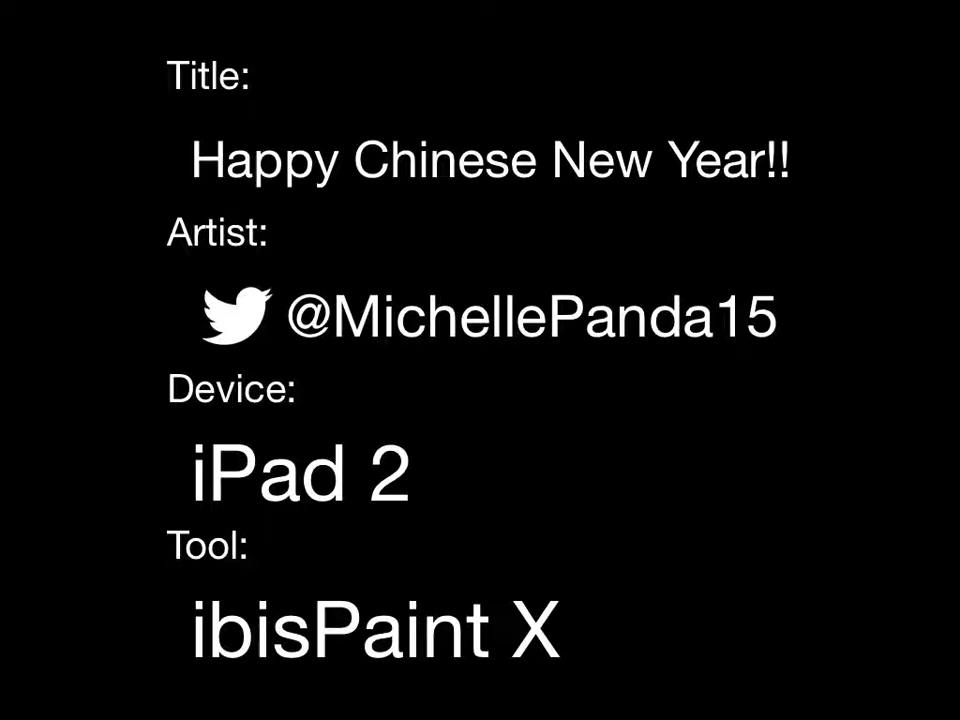 Title:
Happy Chinese New Year!!
Artist:
@MichellePanda15
Device:
iPad 2
Tool:
ibisPaint X